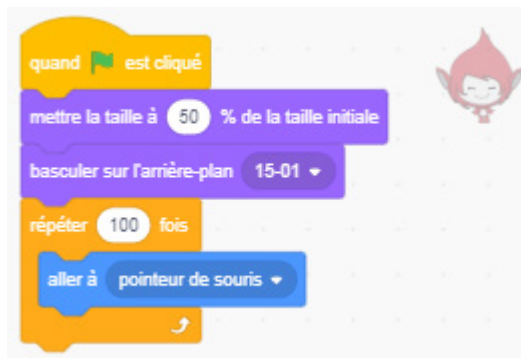 quand est cliqué
mettre la taille à 50 % de la taille initiale
basculer sur l'arrière-plan 15-01
répéter 100 fois
aller à pointeur de souris